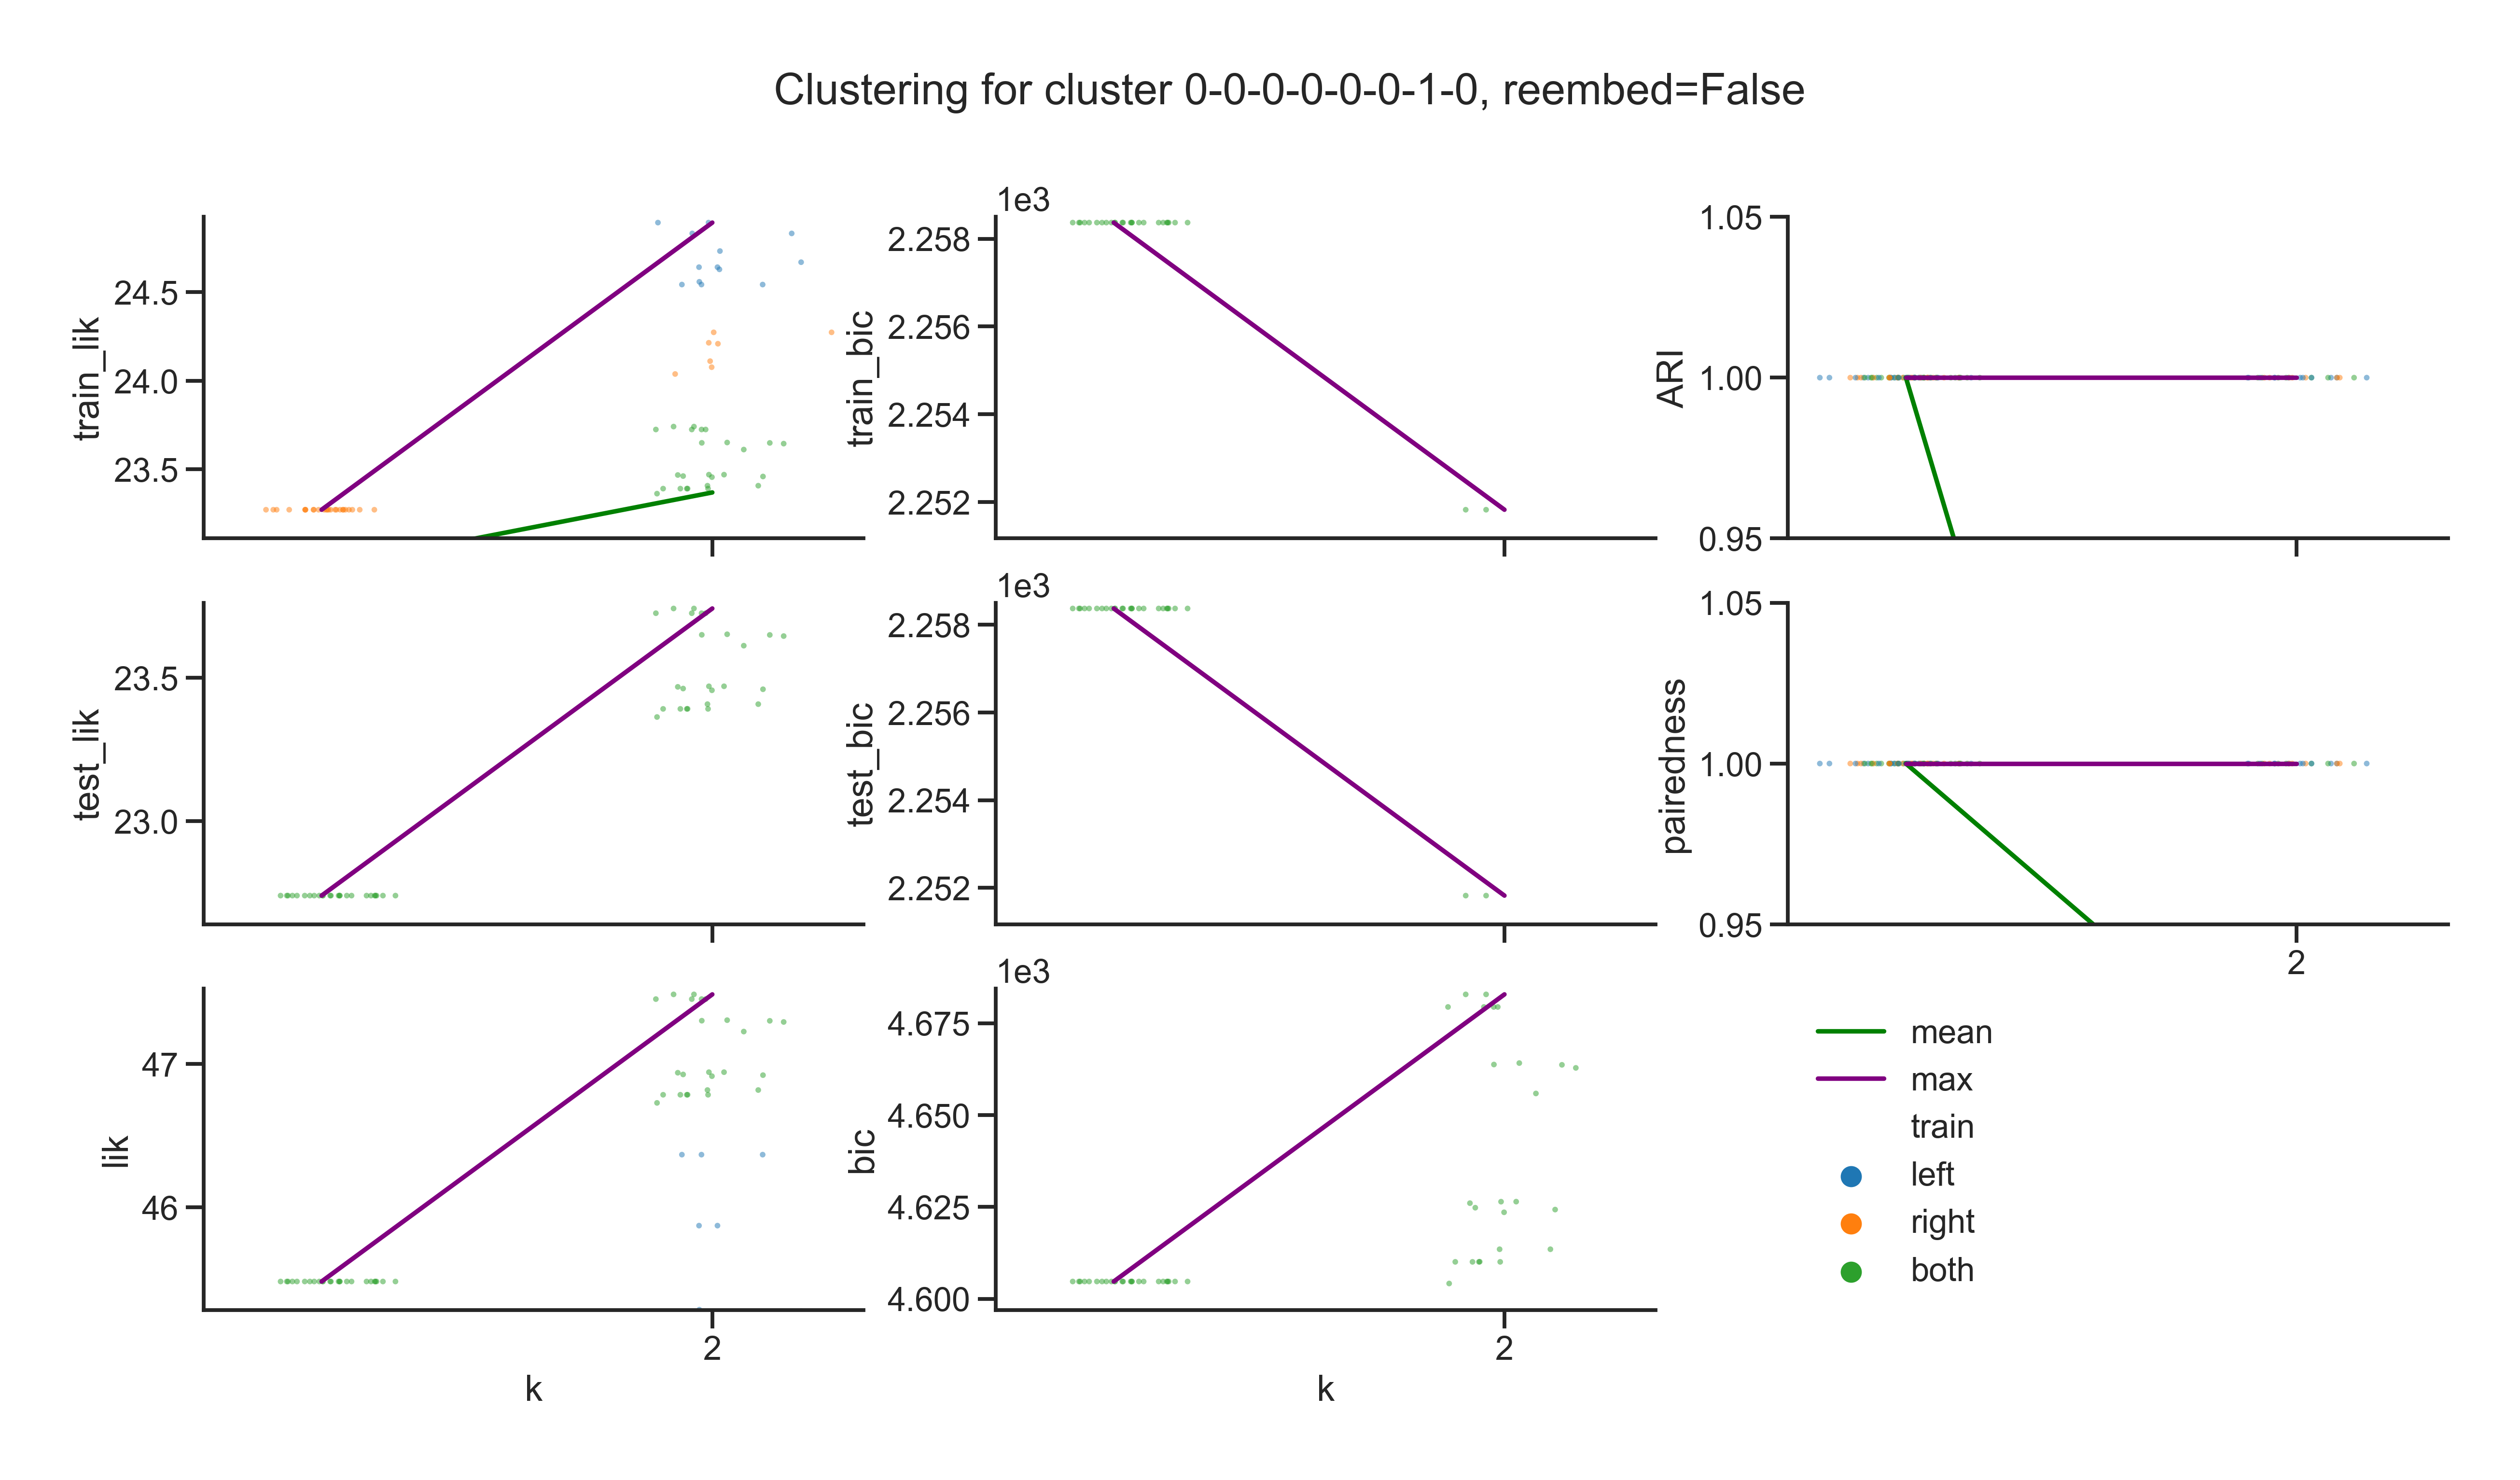 Clustering for cluster 0-0-0-0-0-0-1-0, reembed=False
train_lik
24.5
24.0
23.5
1e3
train_bic
2.258
2.256
2.254
2.252
ARI
1.05
1.00
0.95
test_lik
23.5
23.0
1e3
test_bic
2.258
2.256
2.254
2.252
pairedness
1.05
1.00
0.95
2
lik
47
46
2
k
1e3
bic
4.675
4.650
4.625
4.600
2
k
mean
max
train
left
right
both